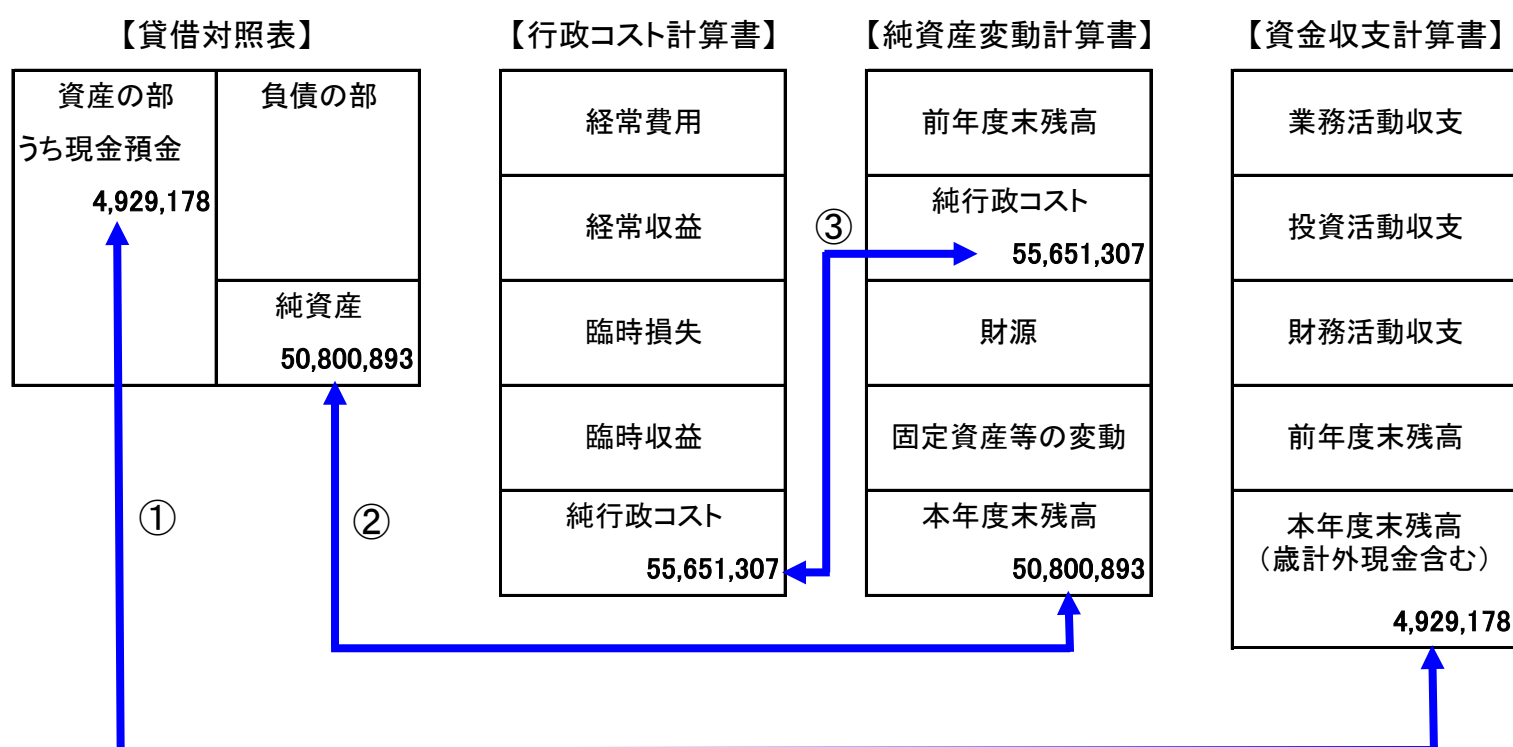 【貸借対照表】
資産の部
うち現金預金
4,929,178
負債の部
純資産
50,800,893
【行政コスト計算書】
経常費用
経常収益
臨時損失
臨時収益
純行政コスト
55,651,307
【純資産変動計算書】
前年度末残高
純行政コスト
55,651,307
財源
固定資産等の変動
本年度末残高
50,800,893
【資金収支計算書】
業務活動収支
投資活動収支
財務活動収支
前年度末残高
本年度末残高
（歳計外現金含む）
4,929,178
①
②
③